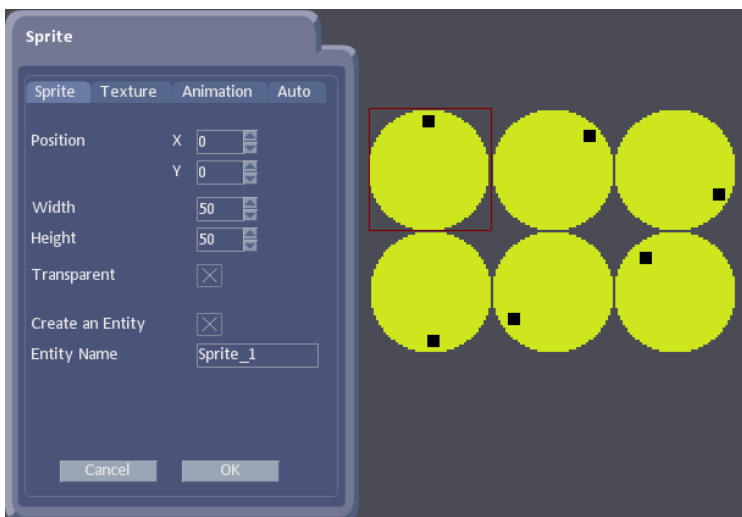 Sprite
Sprite Texture Animation Auto
Position X 0
Y 0
Width 50
Height 50
Transparent
Create an Entity
Entity Name Sprite_1
Cancel OK